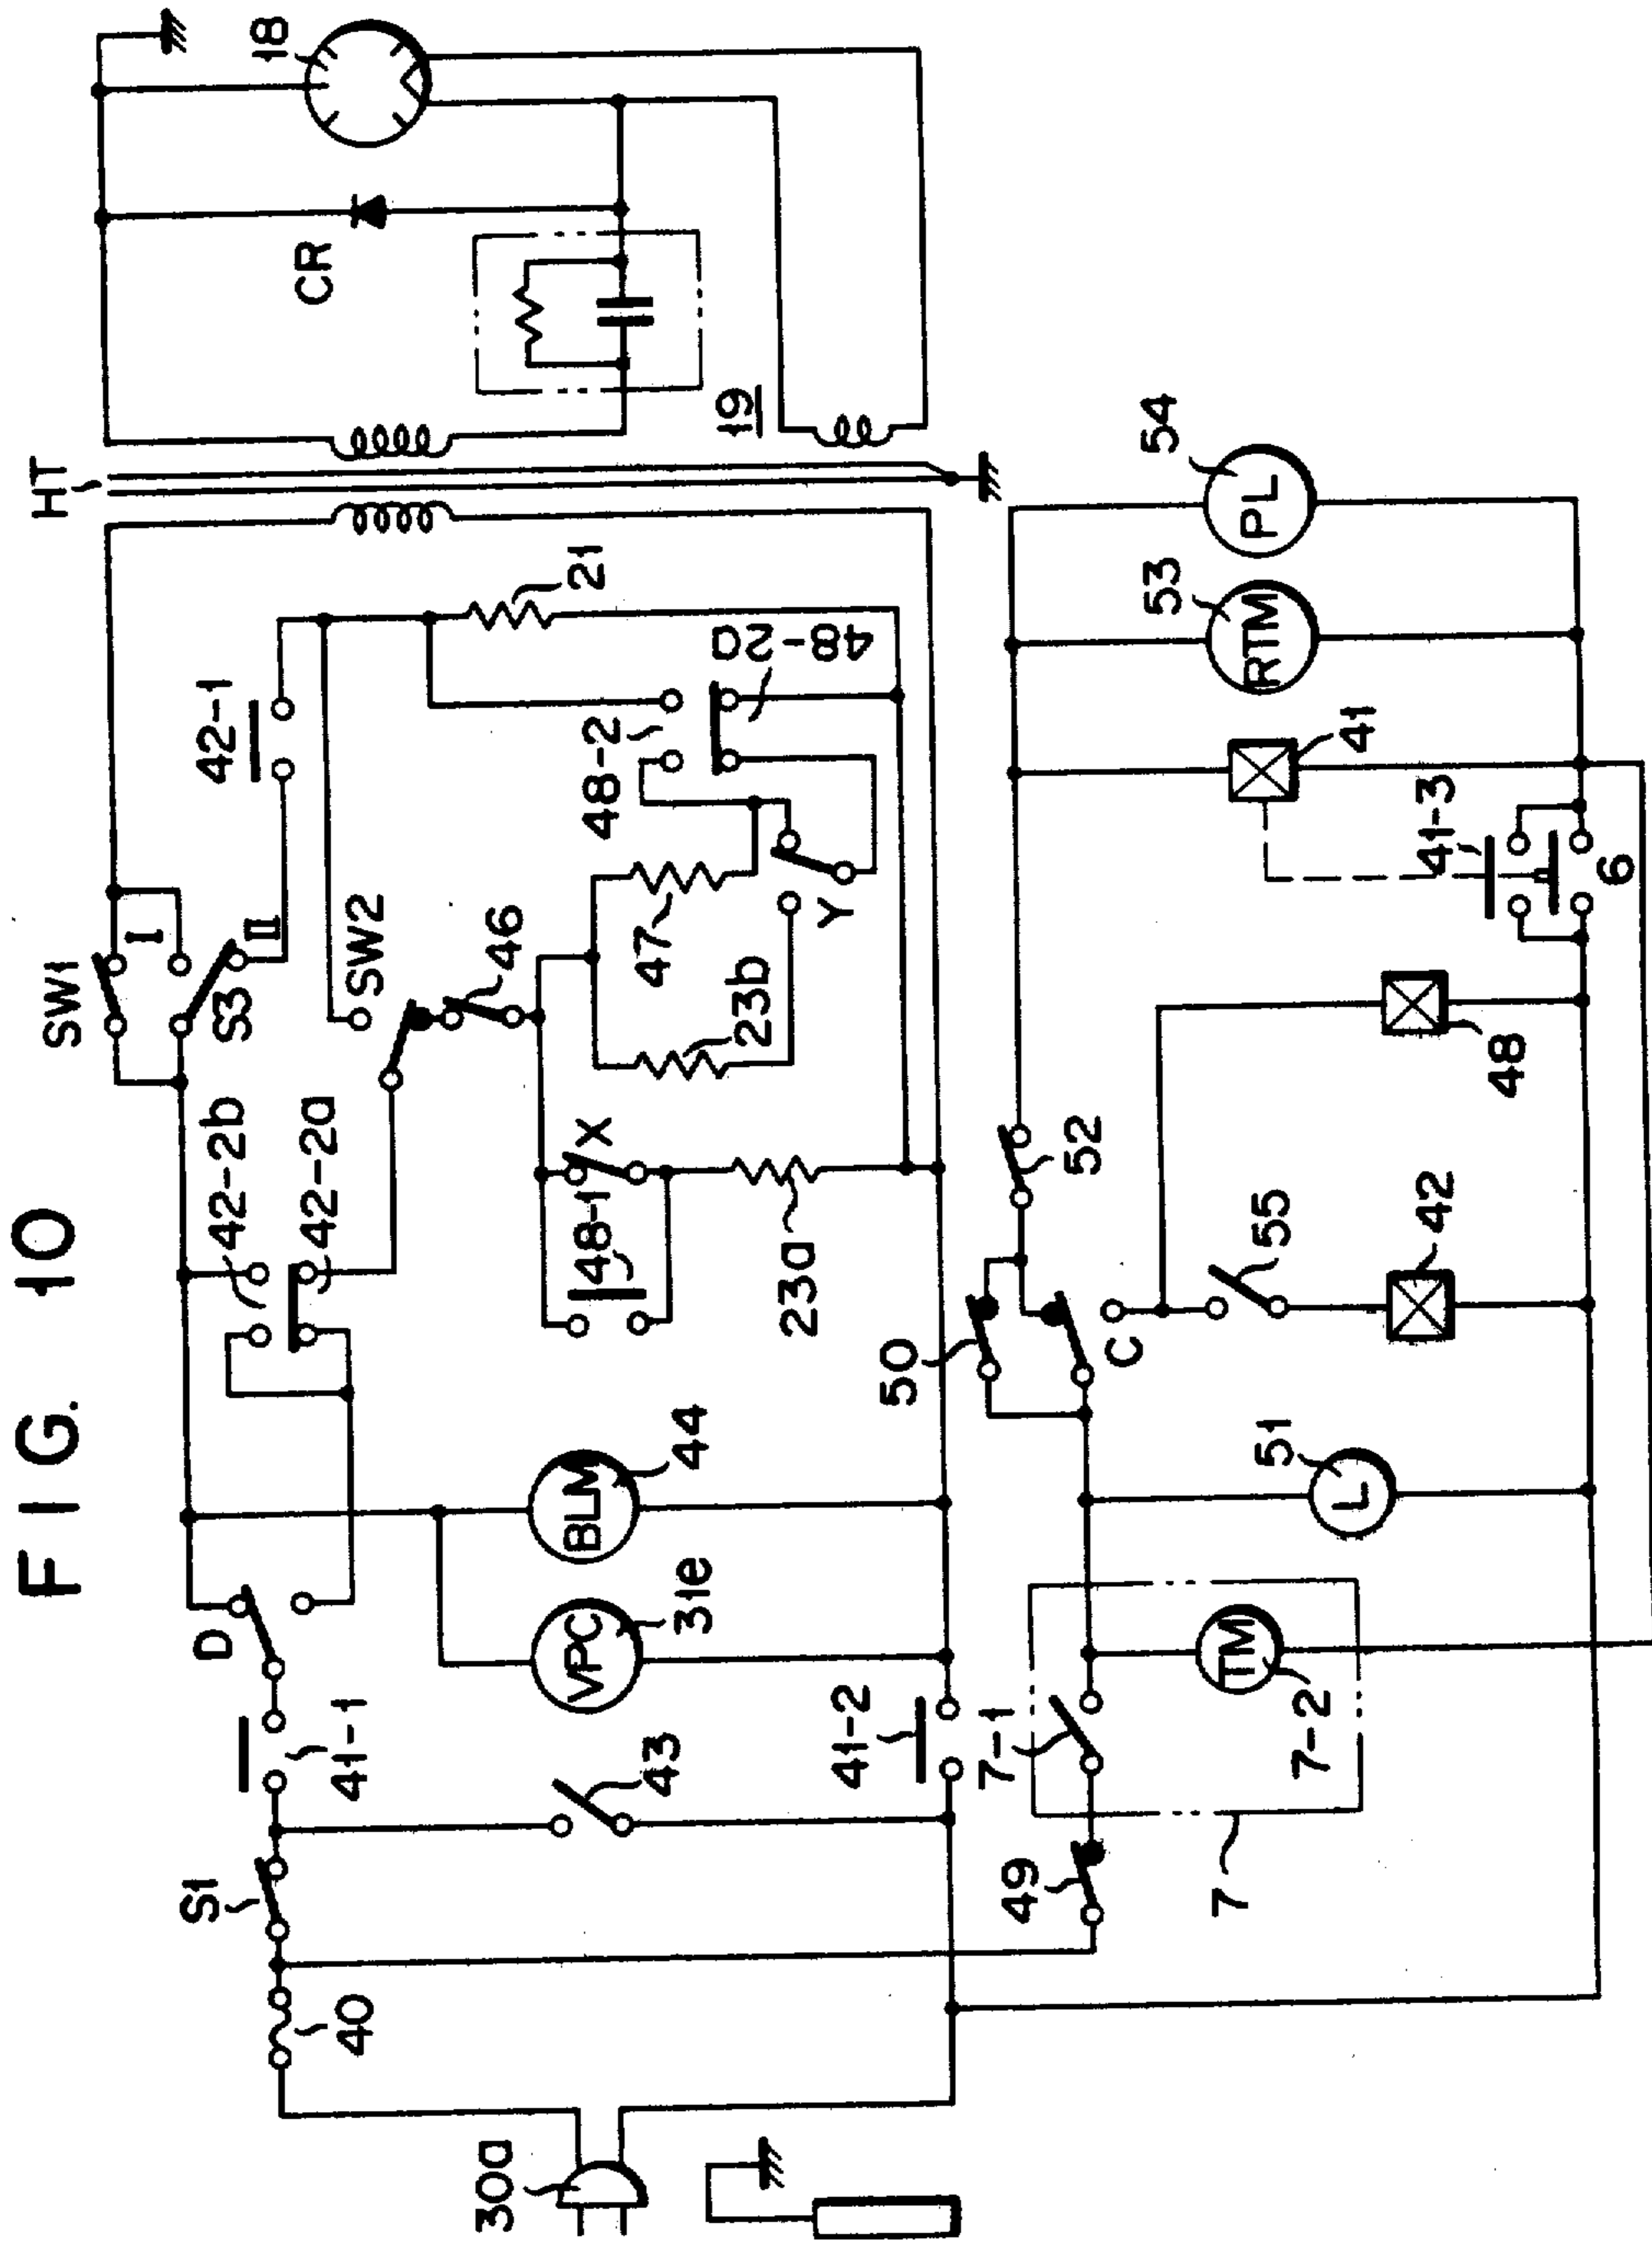 FIG. 10
HT
18
CR
19
SW1
I
II
S3
42-1
21
SW2
46
48-2
48-2a
47
23b
Y
42-2b
42-2a
X
48-1
23a
D
S1
41-1
40
43
VPC
31e
BLM
44
41-2
30a
54
PL
53
RTM
41
41-3
6
48
52
50
C
55
42
51
L
49
7-1
TM
7-2
7